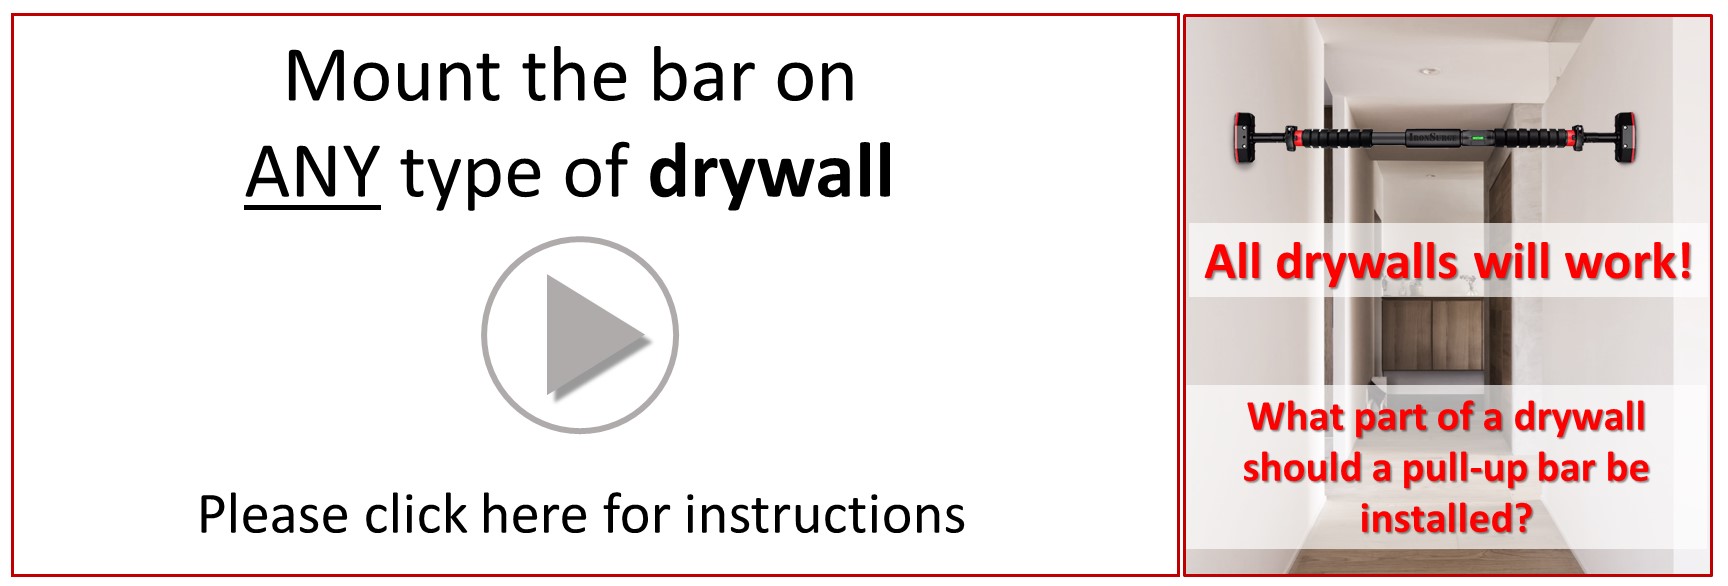 Mount the bar on
ANY type of drywall
Please click here for instructions
IRONSURGE
All drywalls will work!
What part of a drywall
should a pull-up bar be
installed?